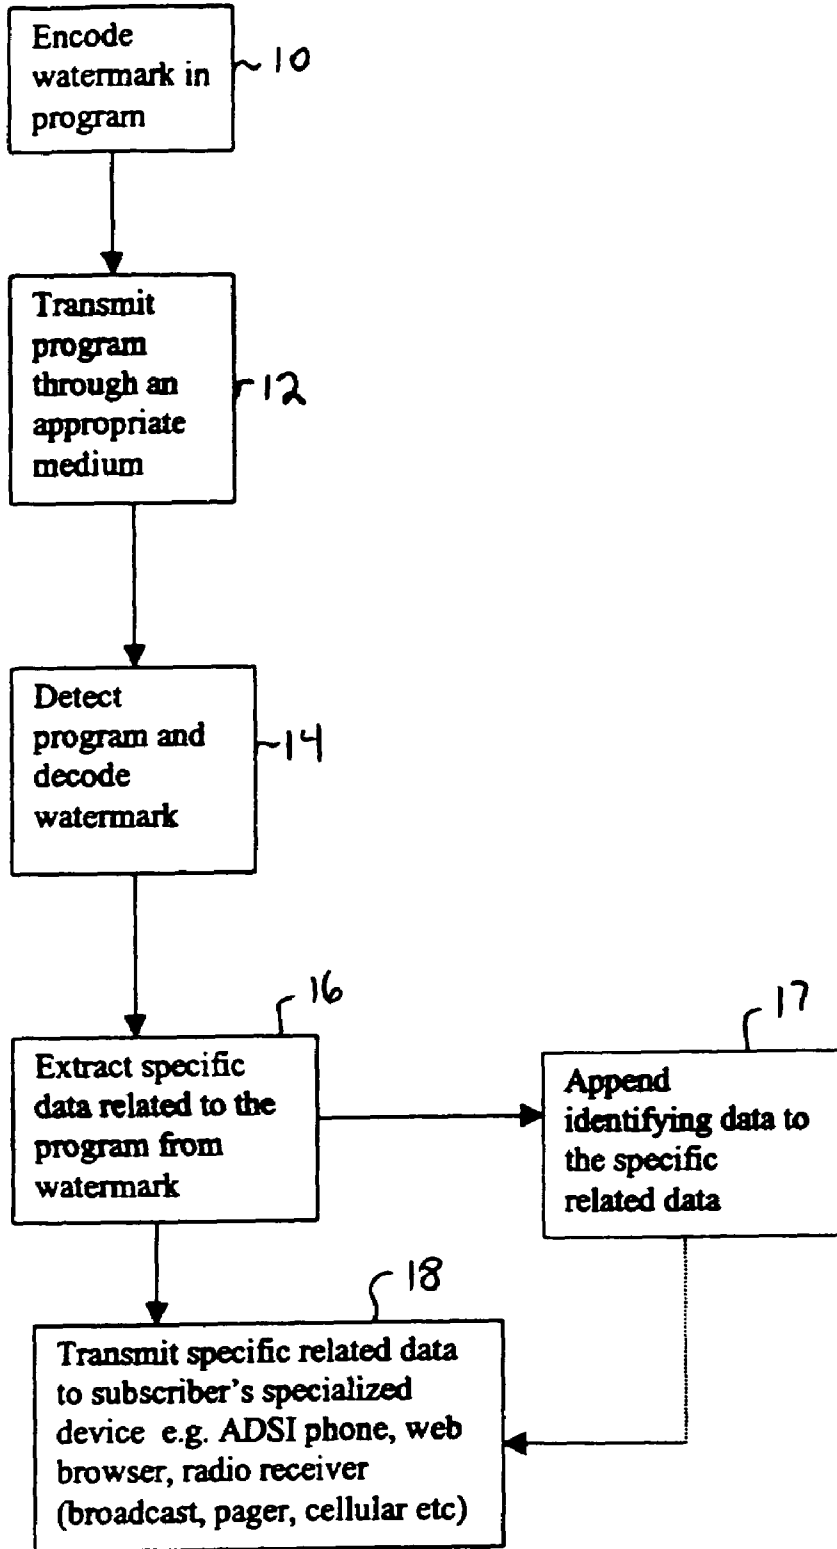 Encode
watermark in
program
10
Transmit
program
through an
appropriate
medium
12
Detect
program and
decode
watermark
14
16
Extract specific
data related to the
program from
watermark
17
Append
identifying data to
the specific
related data
18
Transmit specific related data
to subscriber's specialized
device e.g. ADSI phone, web
browser, radio receiver
(broadcast, pager, cellular etc)